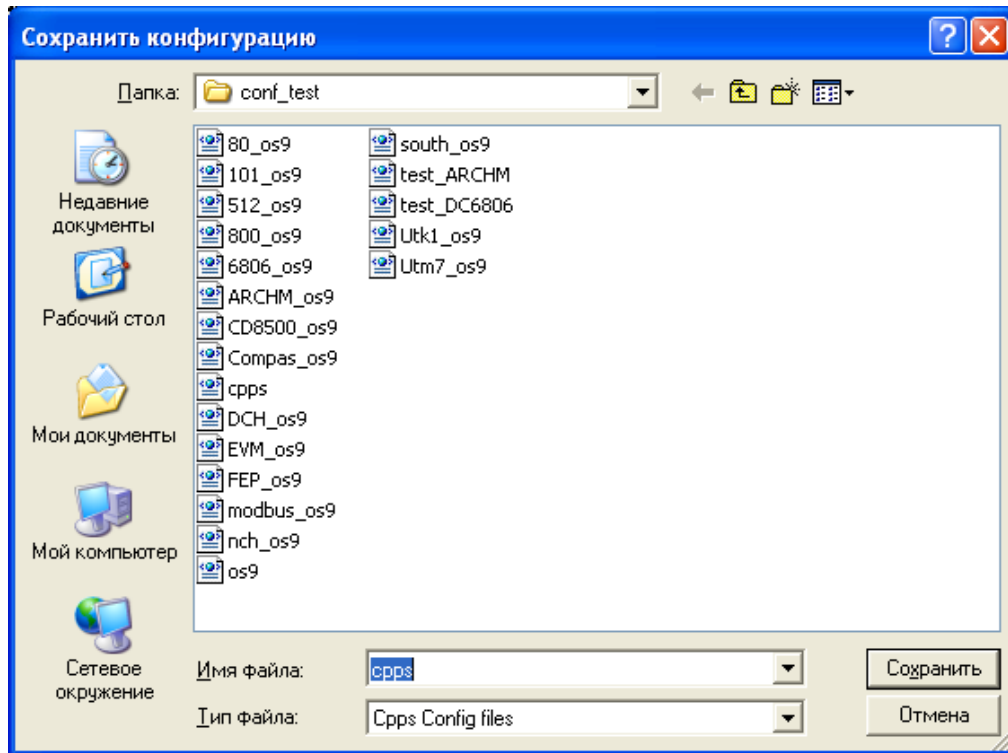 Сохранить конфигурацию
Папка: conf_test
Недавние документы
Рабочий стол
Мои документы
Мой компьютер
Сетевое окружение
80_os9
101_os9
512_os9
800_os9
6806_os9
ARCHM_os9
CD8500_os9
Compas_os9
cpps
DCH_os9
EVM_os9
FEP_os9
modbus_os9
nch_os9
os9
south_os9
test_ARCHM
test_DC6806
Utk1_os9
Utm7_os9
Имя файла: cpps Сохранить
Тип файла: Cpps Config files Отмена